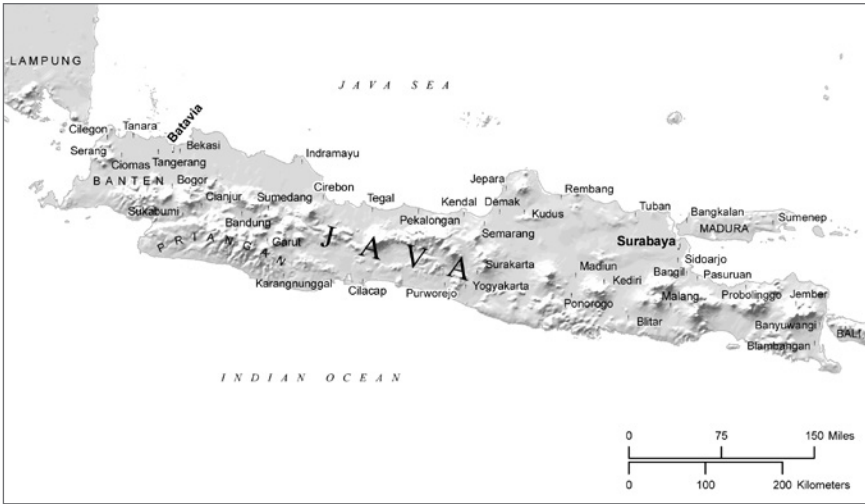 LAMPUNG
JAVA SEA
Cilegon
Tanara
Batavia
Serang
Bekasi
Ciomas
Tangerang
Indramayu
BANTEN
Bogor
Cirebon
Jepara
Cianjur
Sumedang
Tegal
Kendal
Demak
Rembang
Sukabumi
Bandung
Pekalongan
Kudus
Tuban
Bangkalan
Sumenep
MADURA
PRIANGAN
Garut
JAVA
Semarang
Surabaya
Surakarta
Sidoarjo
Madiun
Bangil
Pasuruan
Karangnunggal
Cilacap
Purworejo
Yogyakarta
Kediri
Ponorogo
Malang
Probolinggo
Jember
Blitar
Banyuwangi
BALI
Blambangan
INDIAN OCEAN
0 75 150 Miles
0 100 200 Kilometers